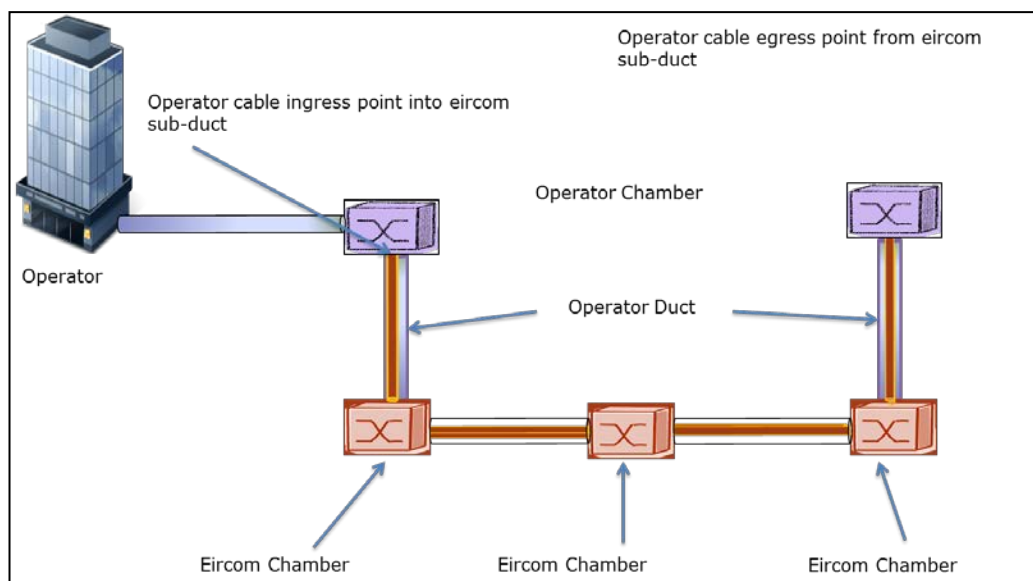 Operator cable egress point from eircom
sub-duct
Operator cable ingress point into eircom
sub-duct
Operator Chamber
Operator
Operator Duct
Eircom Chamber
Eircom Chamber
Eircom Chamber